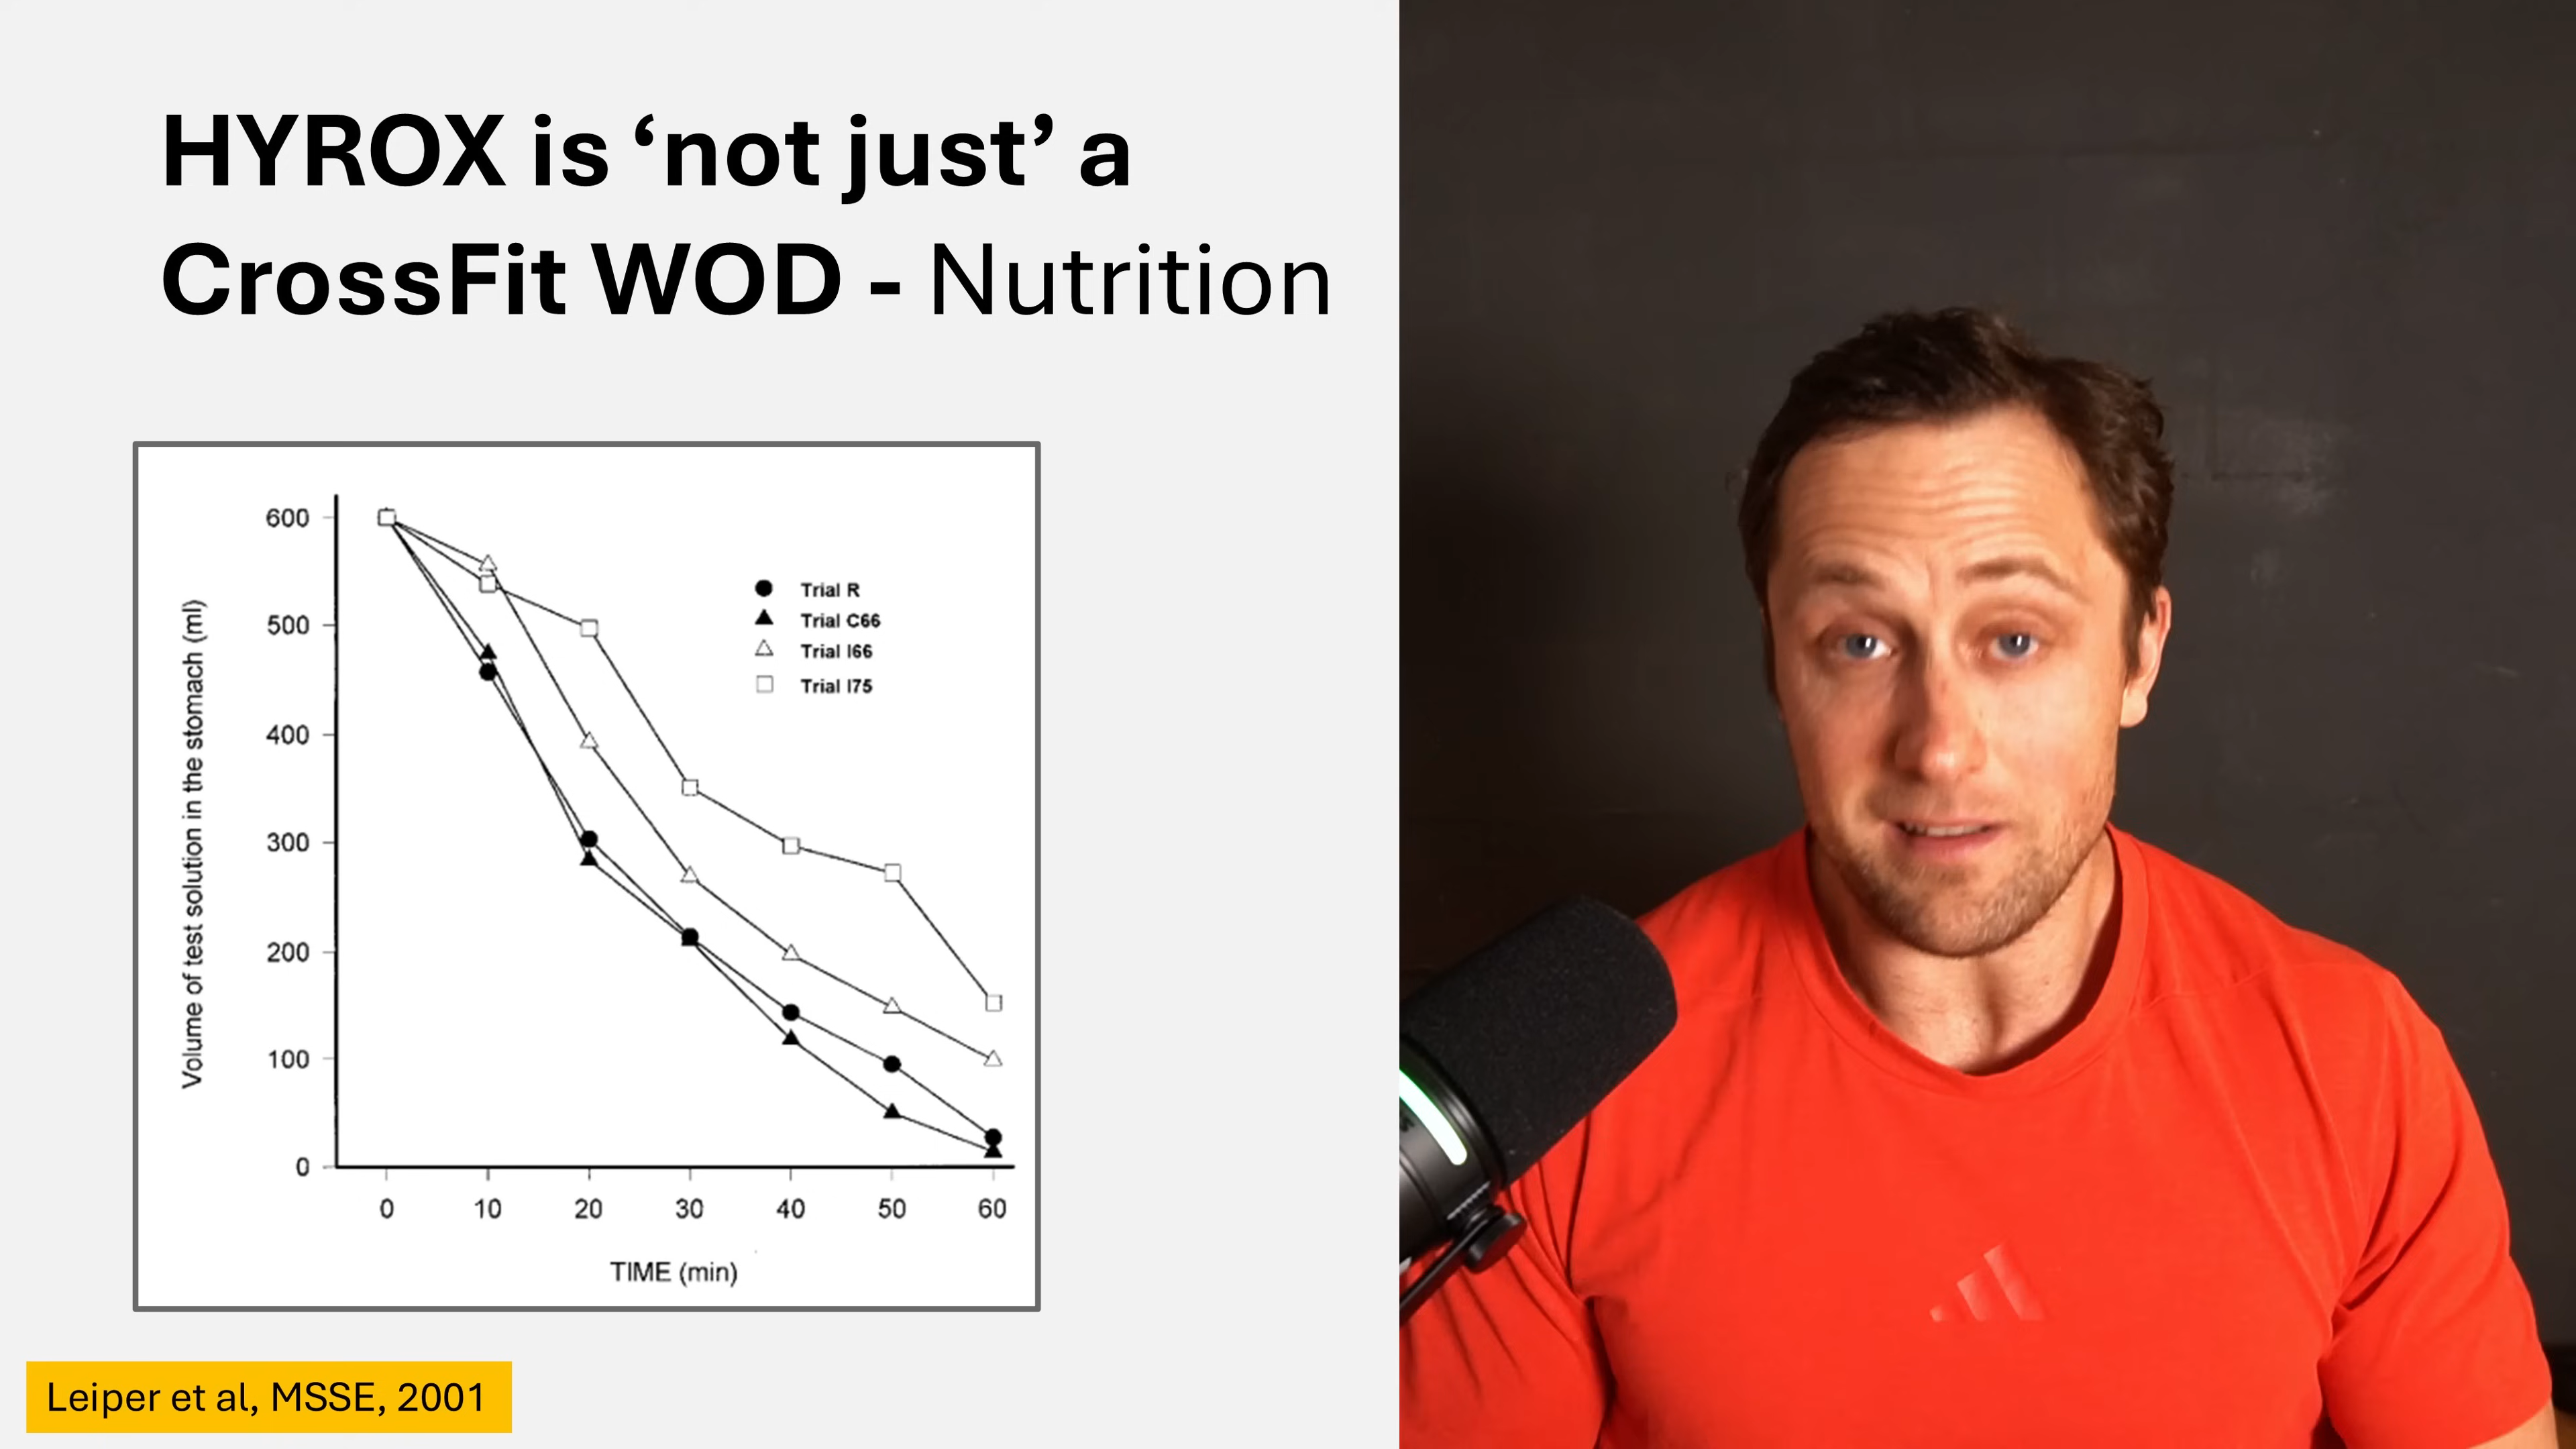 HYROX is ‘not just’ a
CrossFit WOD - Nutrition
Volume of test solution in the stomach (ml)
600
500
400
300
200
100
0
Trial R
Trial C66
Trial I66
Trial I75
0 10 20 30 40 50 60
TIME (min)
Leiper et al, MSSE, 2001